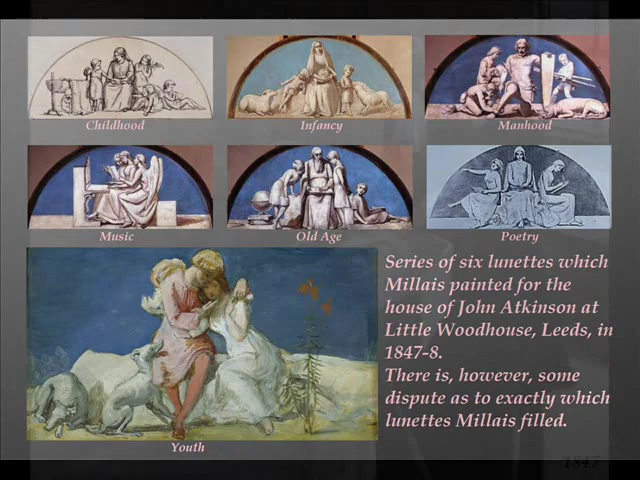 Childhood
Infancy
Manhood
Music
Old Age
Poetry
Series of six lunettes which
Millais painted for the
house of John Atkinson at
Little Woodhouse, Leeds, in
1847-8.
There is, however, some
dispute as to exactly which
lunettes Millais filled.
Youth
1847